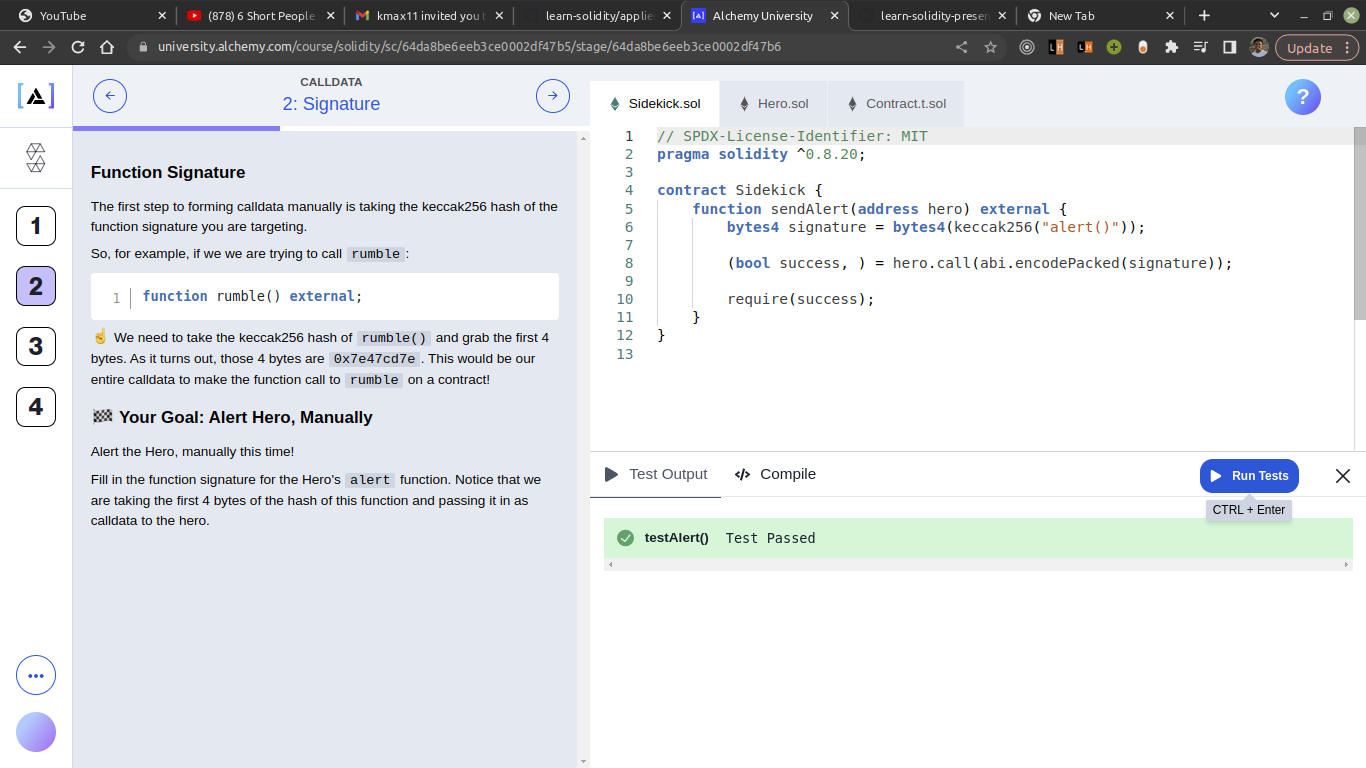 YouTube
(878) 6 Short People
kmax11 invited you t
learn-solidity/applie
Alchemy University
learn-solidity-presen
New Tab
university.alchemy.com/course/solidity/sc/64da8be6eeb3ce0002df47b5/stage/64da8be6eeb3ce0002df47b6
Update
[A]
CALLDATA
2: Signature
1
2
3
4
Function Signature
The first step to forming calldata manually is taking the keccak256 hash of the
function signature you are targeting.
So, for example, if we we are trying to call rumble :
1 function rumble() external;
☝ We need to take the keccak256 hash of rumble() and grab the first 4
bytes. As it turns out, those 4 bytes are 0x7e47cd7e . This would be our
entire calldata to make the function call to rumble on a contract!
🏁 Your Goal: Alert Hero, Manually
Alert the Hero, manually this time!
Fill in the function signature for the Hero's alert function. Notice that we
are taking the first 4 bytes of the hash of this function and passing it in as
calldata to the hero.
Sidekick.sol
Hero.sol
Contract.t.sol
?
1 // SPDX-License-Identifier: MIT
2 pragma solidity ^0.8.20;
3
4 contract Sidekick {
5     function sendAlert(address hero) external {
6         bytes4 signature = bytes4(keccak256("alert()"));
7
8         (bool success, ) = hero.call(abi.encodePacked(signature));
9
10         require(success);
11     }
12 }
13
Test Output
</> Compile
Run Tests
CTRL + Enter
testAlert() Test Passed